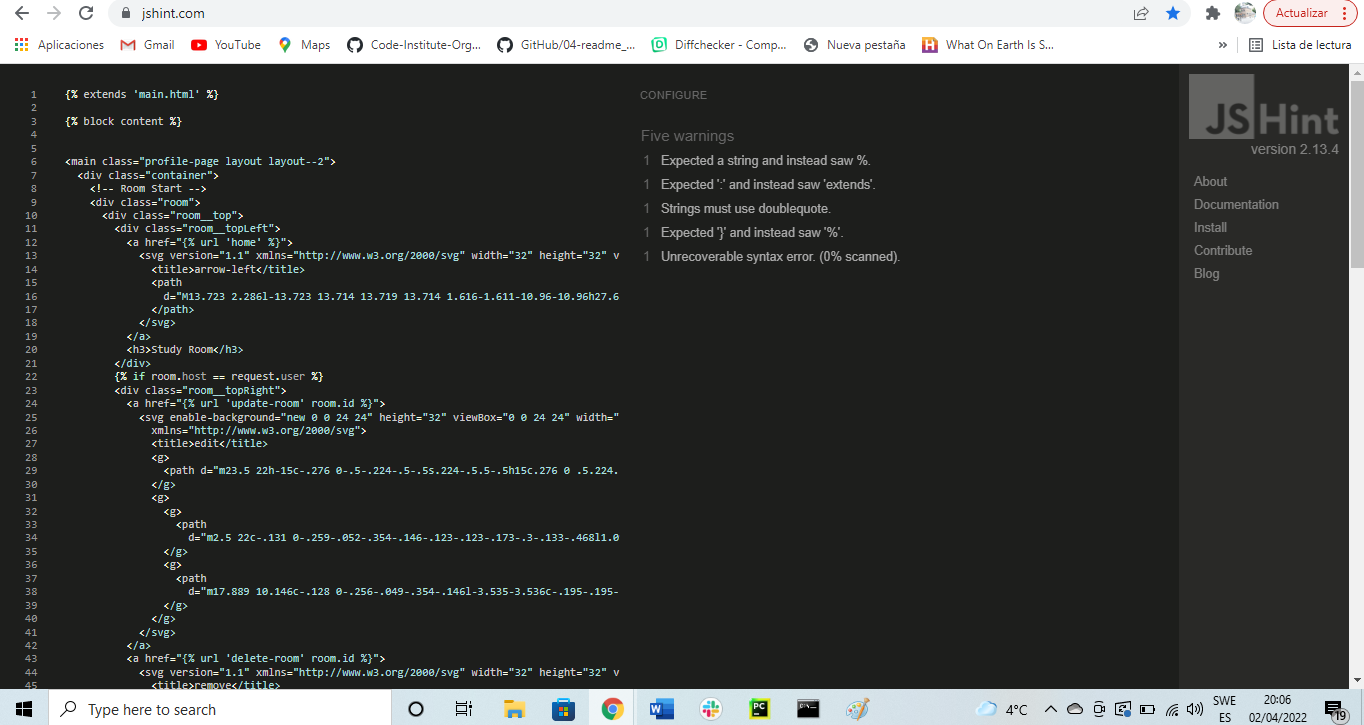 jshint.com
Actualizar
Aplicaciones
Gmail
YouTube
Maps
Code-Institute-Org...
GitHub/04-readme_...
Diffchecker - Comp...
Nueva pestaña
What On Earth Is S...
»
Lista de lectura
1 {% extends 'main.html' %}
2
3 {% block content %}
4
5
6 <main class="profile-page layout layout--2">
7 <div class="container">
8 <!-- Room Start -->
9 <div class="room">
10 <div class="room__top">
11 <div class="room__topLeft">
12 <a href="{% url 'home' %}">
13 <svg version="1.1" xmlns="http://www.w3.org/2000/svg" width="32" height="32" v
14 <title>arrow-left</title>
15 <path
16 d="M13.723 2.286l-13.723 13.714 13.719 13.714 1.616-1.611-10.96-10.96h27.6
17 </path>
18 </svg>
19 </a>
20 <h3>Study Room</h3>
21 </div>
22 {% if room.host == request.user %}
23 <div class="room__topRight">
24 <a href="{% url 'update-room' room.id %}">
25 <svg enable-background="new 0 0 24 24" height="32" viewBox="0 0 24 24" width="
26 xmlns="http://www.w3.org/2000/svg">
27 <title>edit</title>
28 <g>
29 <path d="m23.5 22h-15c-.276 0-.5-.224-.5-.5s.224-.5.5-.5h15c.276 0 .5.224.
30 </g>
31 <g>
32 <g>
33 <path
34 d="m2.5 22c-.131 0-.259-.052-.354-.146-.123-.123-.173-.3-.133-.468l1.0
35 </g>
36 <g>
37 <path
38 d="m17.889 10.146c-.128 0-.256-.049-.354-.146l-3.535-3.536c-.195-.195-
39 </g>
40 </g>
41 </svg>
42 </a>
43 <a href="{% url 'delete-room' room.id %}">
44 <svg version="1.1" xmlns="http://www.w3.org/2000/svg" width="32" height="32" v
45 <title>remove</title>
CONFIGURE
Five warnings
1 Expected a string and instead saw %.
1 Expected ':' and instead saw 'extends'.
1 Strings must use doublequote.
1 Expected '}' and instead saw '%'.
1 Unrecoverable syntax error. (0% scanned).
JSHint
version 2.13.4
About
Documentation
Install
Contribute
Blog
Type here to search
W
PC
4°C
SWE
ES
20:06
02/04/2022
19